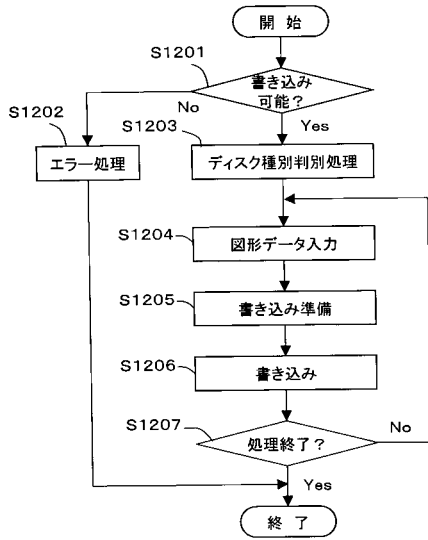 開 始
S1201
書き込み
可能？
No
Yes
S1202
S1203
エラー処理
ディスク種別判別処理
S1204
図形データ入力
S1205
書き込み準備
S1206
書き込み
S1207
処理終了？
No
Yes
終 了